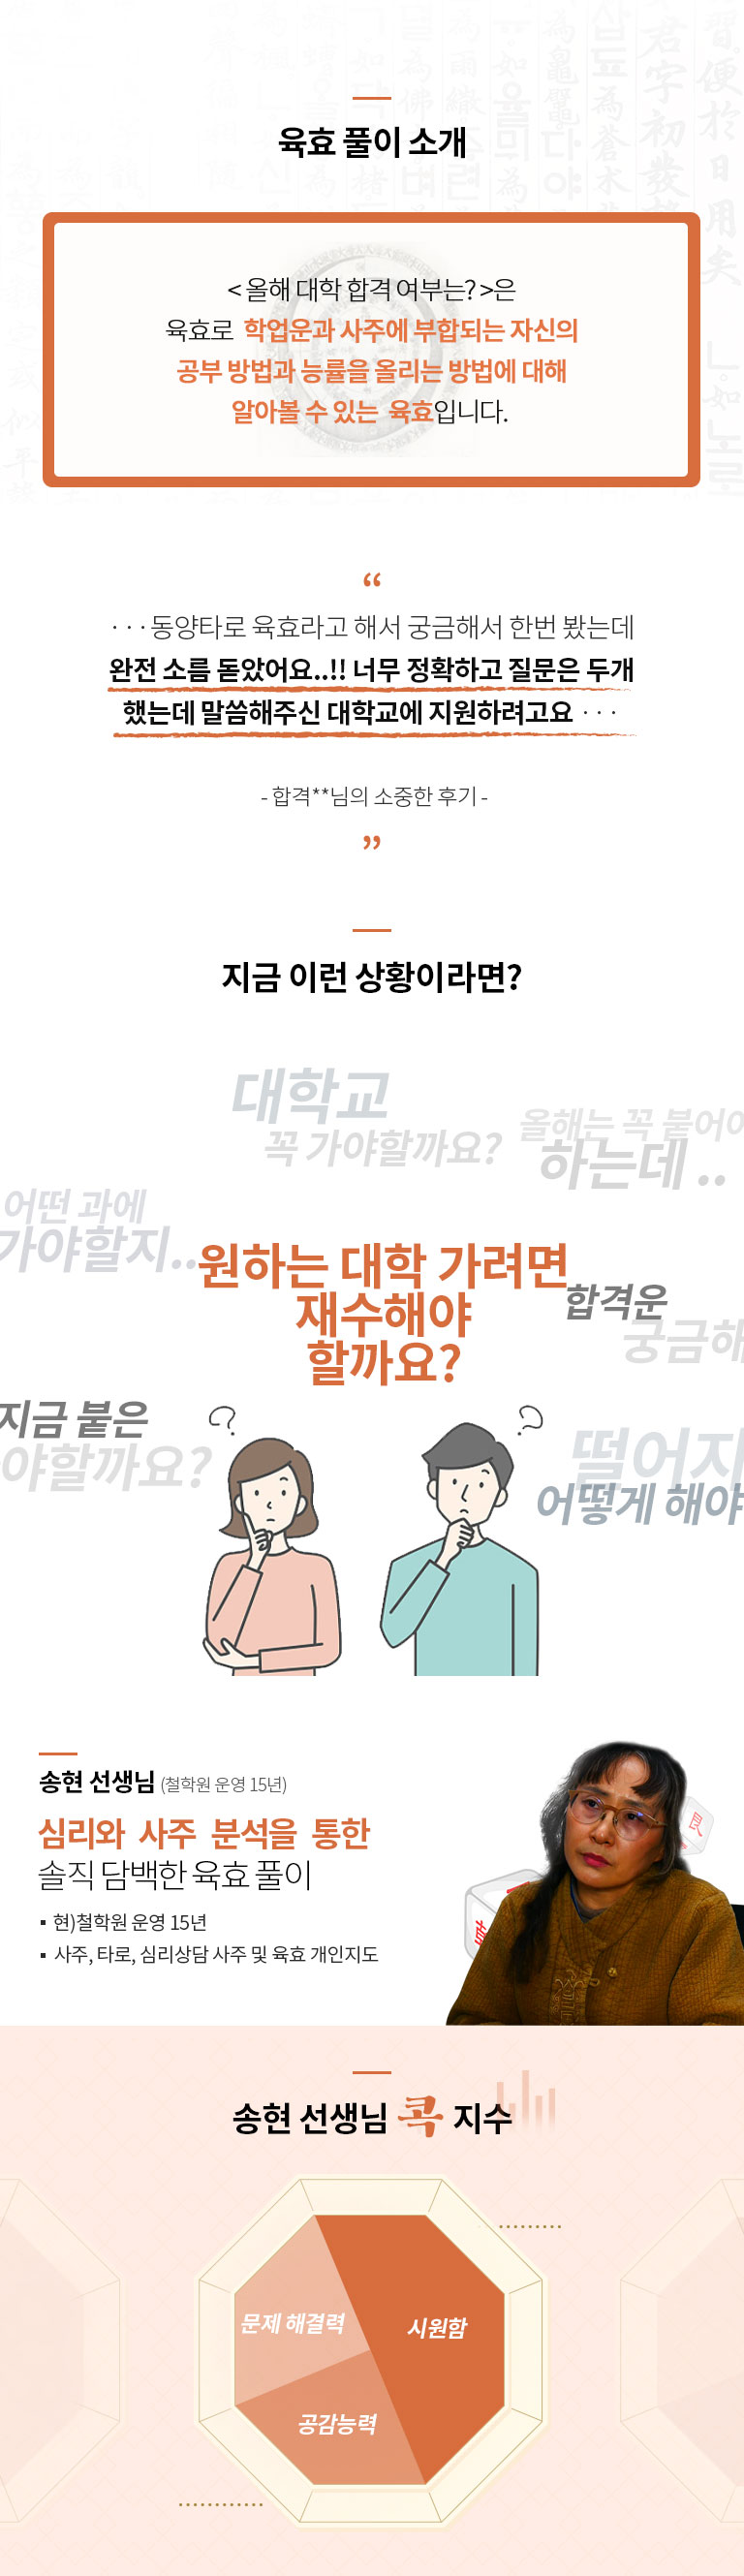 육효 풀이 소개
< 올해 대학 합격 여부는? >은
육효로 학업운과 사주에 부합되는 자신의
공부 방법과 능률을 올리는 방법에 대해
알아볼 수 있는 육효입니다.
“
· · · 동양타로 육효라고 해서 궁금해서 한번 봤는데
완전 소름 돋았어요..!! 너무 정확하고 질문은 두개
했는데 말씀해주신 대학교에 지원하려고요 · · ·
- 합격**님의 소중한 후기 -
”
지금 이런 상황이라면?
대학교
꼭 가야할까요?
올해는 꼭 붙어야
하는데 ..
어떤 과에
가야할지..
원하는 대학 가려면
재수해야
할까요?
합격운
궁금해
지금 붙은
야할까요?
떨어지
어떻게 해야
송현 선생님 (철학원 운영 15년)
심리와 사주 분석을 통한
솔직 담백한 육효 풀이
▪ 현)철학원 운영 15년
▪ 사주, 타로, 심리상담 사주 및 육효 개인지도
송현 선생님 콕 지수
문제 해결력
시원함
공감능력